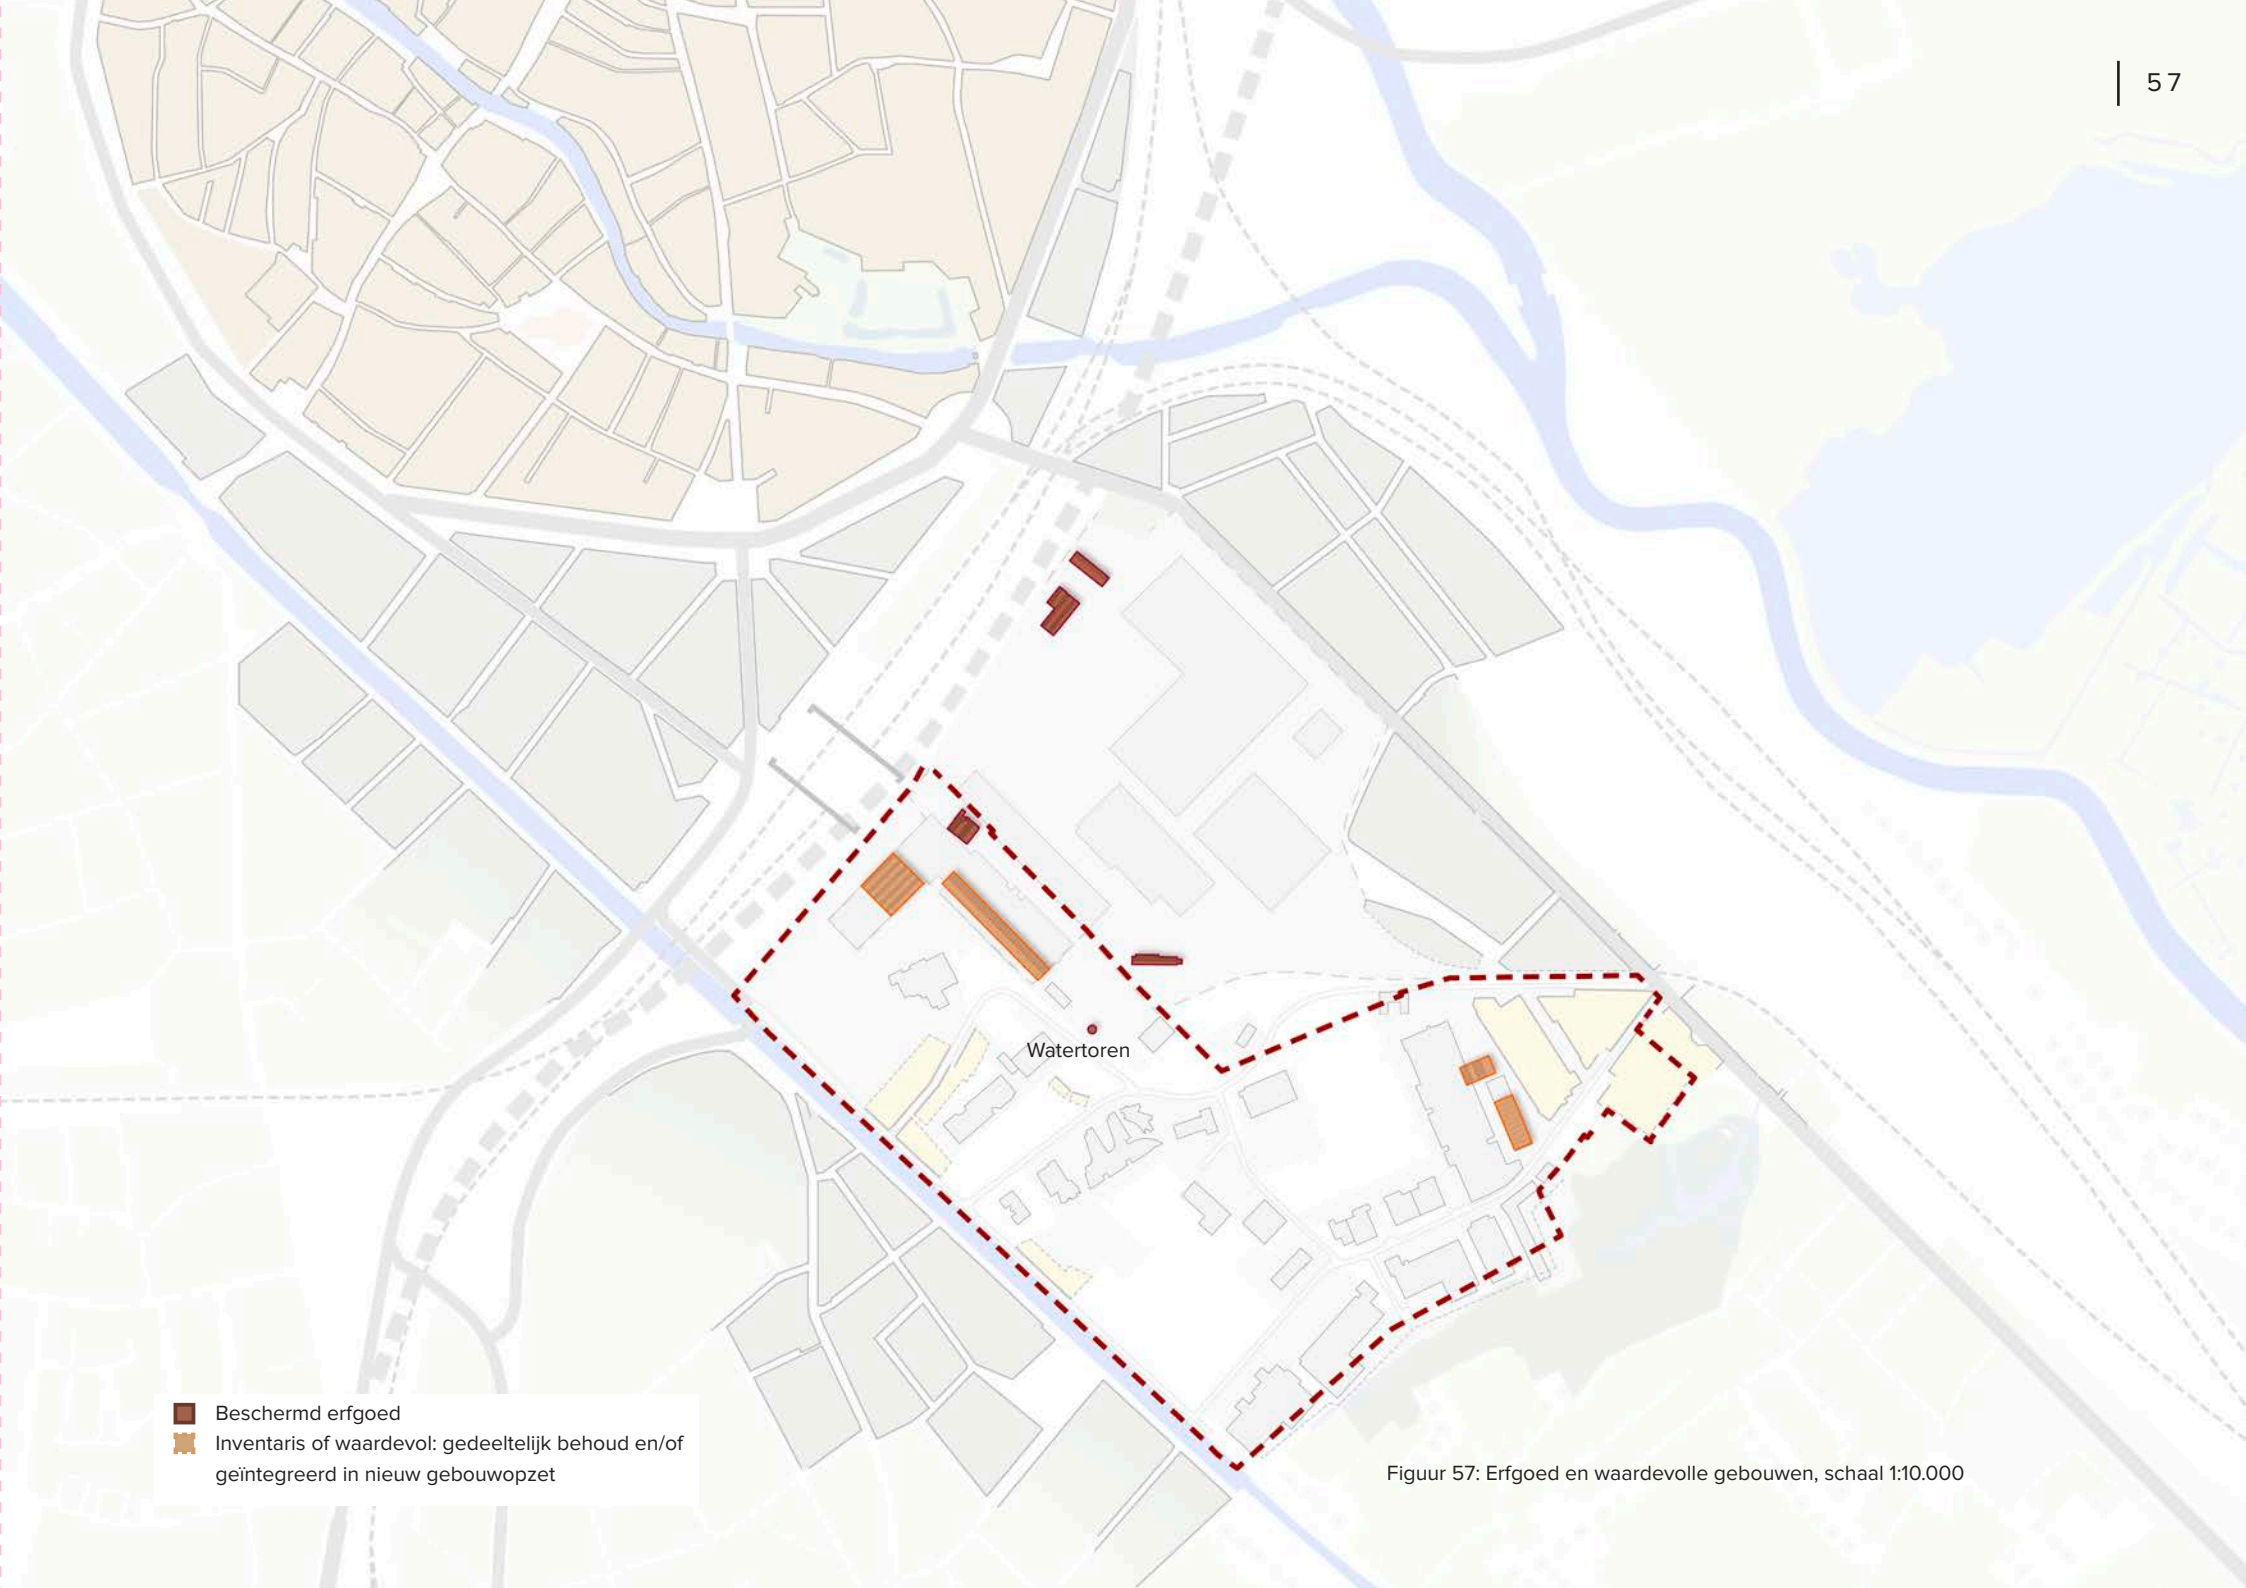 57
Watertoren
Beschermd erfgoed
Inventaris of waardevol: gedeeltelijk behoud en/of
geïntegreerd in nieuw gebouwopzet
Figuur 57: Erfgoed en waardevolle gebouwen, schaal 1:10.000